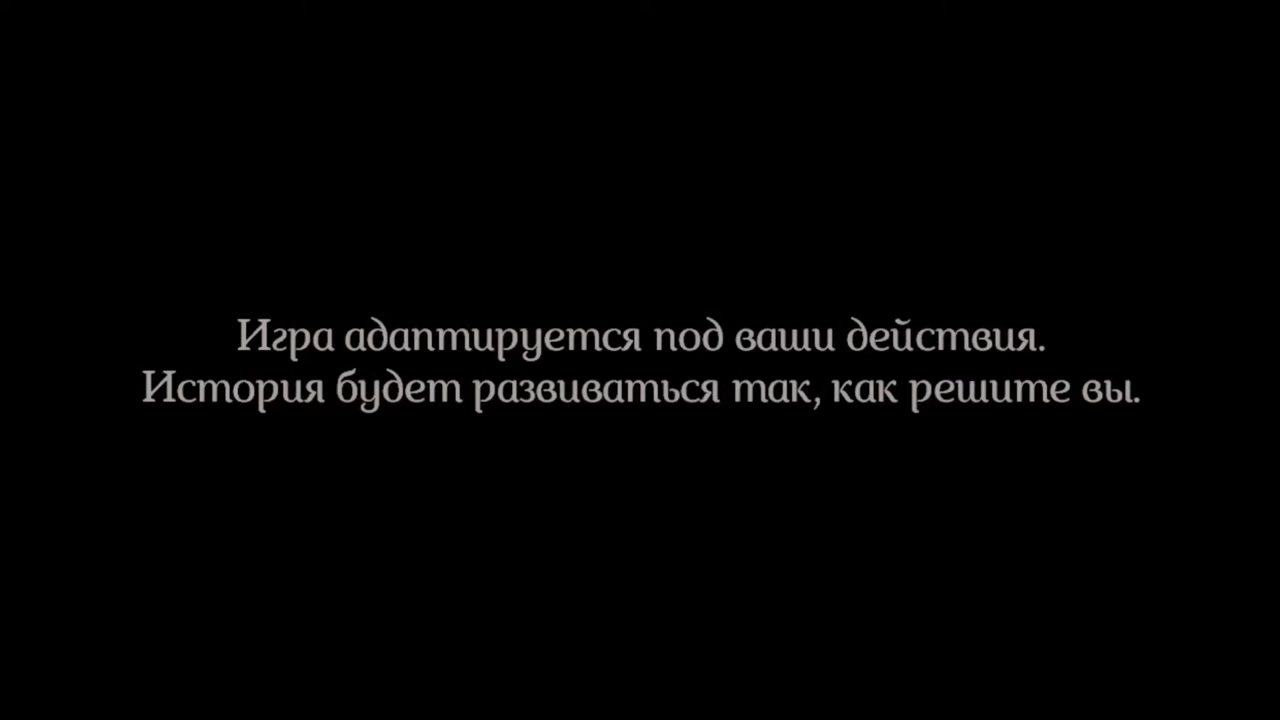 Игра адаптируется под ваши действия.
История будет развиваться так, как решите вы.